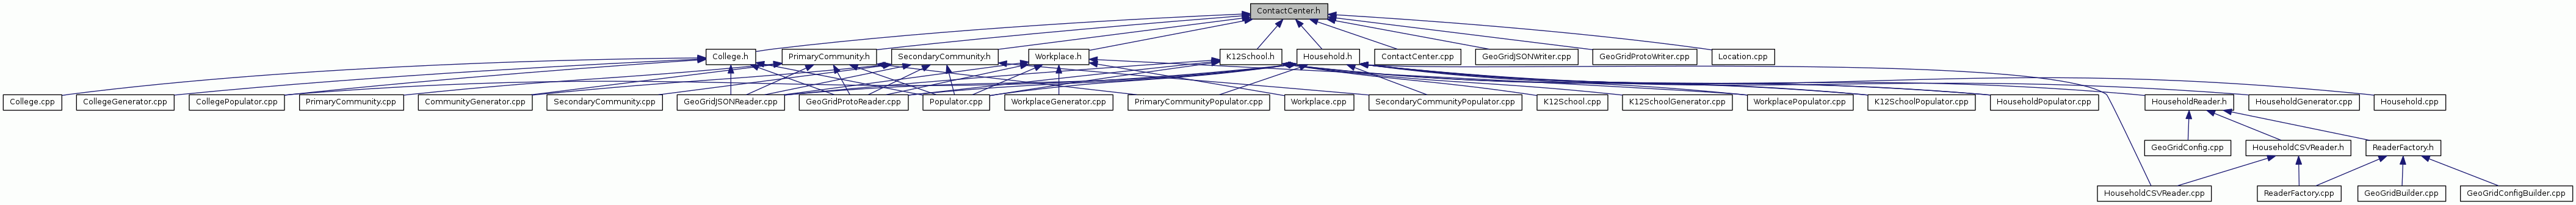 ContactCenter.h
College.h
PrimaryCommunity.h
SecondaryCommunity.h
Workplace.h
K12School.h
Household.h
ContactCenter.cpp
GeoGridJSONWriter.cpp
GeoGridProtoWriter.cpp
Location.cpp
College.cpp
CollegeGenerator.cpp
CollegePopulator.cpp
PrimaryCommunity.cpp
CommunityGenerator.cpp
SecondaryCommunity.cpp
GeoGridJSONReader.cpp
GeoGridProtoReader.cpp
Populator.cpp
WorkplaceGenerator.cpp
PrimaryCommunityPopulator.cpp
Workplace.cpp
SecondaryCommunityPopulator.cpp
K12School.cpp
K12SchoolGenerator.cpp
WorkplacePopulator.cpp
K12SchoolPopulator.cpp
HouseholdPopulator.cpp
HouseholdReader.h
HouseholdGenerator.cpp
Household.cpp
GeoGridConfig.cpp
HouseholdCSVReader.h
ReaderFactory.h
HouseholdCSVReader.cpp
ReaderFactory.cpp
GeoGridBuilder.cpp
GeoGridConfigBuilder.cpp